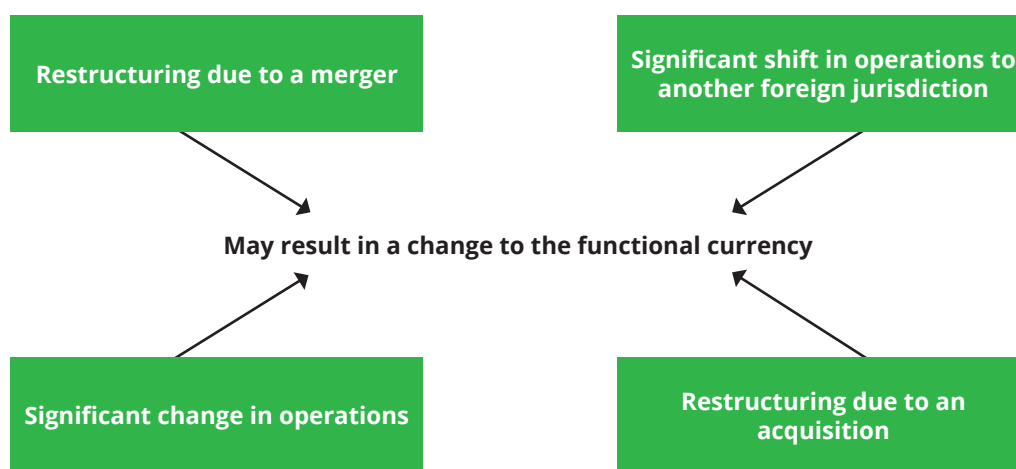 Restructuring due to a merger
Significant shift in operations to
another foreign jurisdiction
May result in a change to the functional currency
Significant change in operations
Restructuring due to an
acquisition